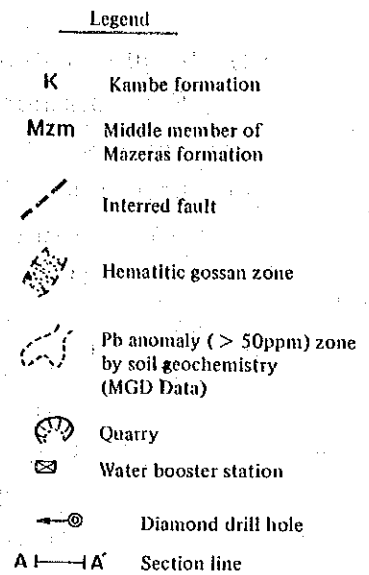 Legend
K Kambe formation
Mzm Middle member of
Mazeras formation
Interred fault
Hematitic gossan zone
Pb anomaly ( > 50ppm) zone
by soil geochemistry
(MGD Data)
Quarry
Water booster station
Diamond drill hole
A A´ Section line